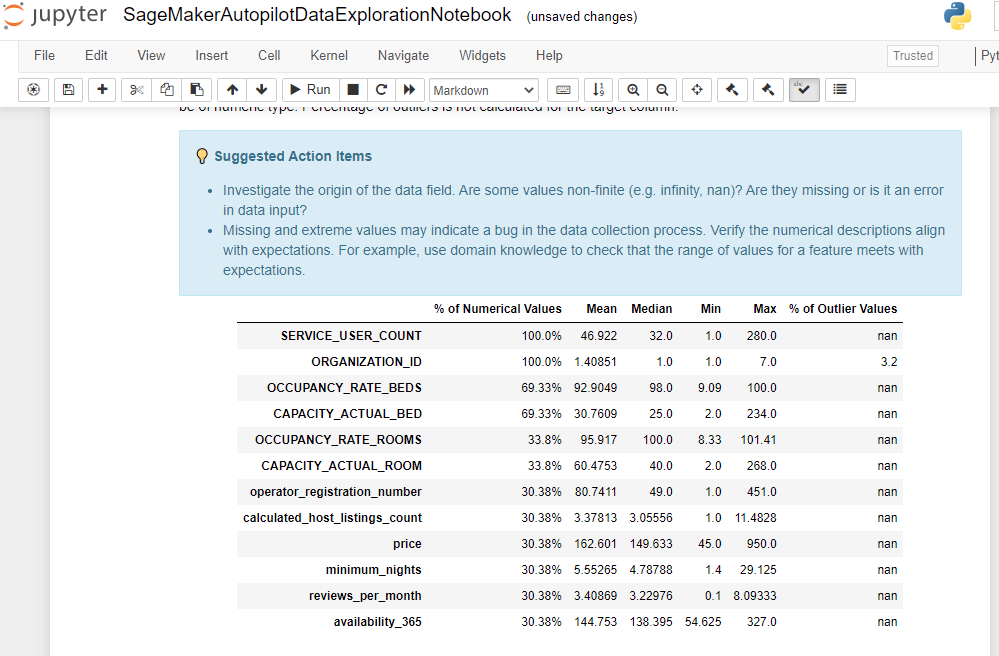 jupyter SageMakerAutopilotDataExplorationNotebook (unsaved changes)
File Edit View Insert Cell Kernel Navigate Widgets Help Trusted Pyt
Run Markdown
be of numeric type. Percentage of outliers is not calculated for the target column.
Suggested Action Items
• Investigate the origin of the data field. Are some values non-finite (e.g. infinity, nan)? Are they missing or is it an error
in data input?
• Missing and extreme values may indicate a bug in the data collection process. Verify the numerical descriptions align
with expectations. For example, use domain knowledge to check that the range of values for a feature meets with
expectations.
% of Numerical Values Mean Median Min Max % of Outlier Values
SERVICE_USER_COUNT 100.0% 46.922 32.0 1.0 280.0 nan
ORGANIZATION_ID 100.0% 1.40851 1.0 1.0 7.0 3.2
OCCUPANCY_RATE_BEDS 69.33% 92.9049 98.0 9.09 100.0 nan
CAPACITY_ACTUAL_BED 69.33% 30.7609 25.0 2.0 234.0 nan
OCCUPANCY_RATE_ROOMS 33.8% 95.917 100.0 8.33 101.41 nan
CAPACITY_ACTUAL_ROOM 33.8% 60.4753 40.0 2.0 268.0 nan
operator_registration_number 30.38% 80.7411 49.0 1.0 451.0 nan
calculated_host_listings_count 30.38% 3.37813 3.05556 1.0 11.4828 nan
price 30.38% 162.601 149.633 45.0 950.0 nan
minimum_nights 30.38% 5.55265 4.78788 1.4 29.125 nan
reviews_per_month 30.38% 3.40869 3.22976 0.1 8.09333 nan
availability_365 30.38% 144.753 138.395 54.625 327.0 nan